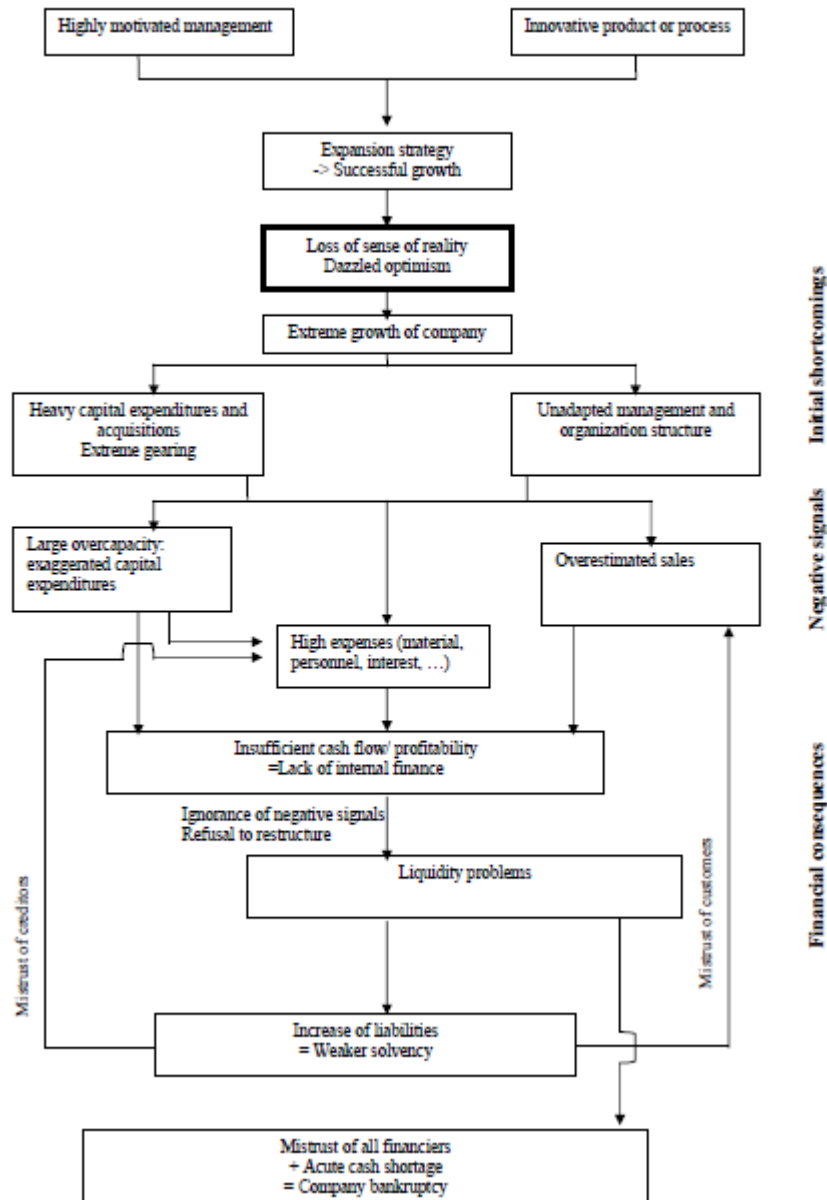 Highly motivated management
Innovative product or process
Expansion strategy
-> Successful growth
Loss of sense of reality
Dazzled optimism
Extreme growth of company
Initial shortcomings
Heavy capital expenditures and
acquisitions
Extreme gearing
Unadapted management and
organization structure
Negative signals
Large overcapacity:
exaggerated capital
expenditures
Overestimated sales
High expenses (material,
personnel, interest, …)
Insufficient cash flow/ profitability
=Lack of internal finance
Ignorance of negative signals
Refusal to restructure
Financial consequences
Liquidity problems
Mistrust of creditors
Mistrust of customers
Increase of liabilities
= Weaker solvency
Mistrust of all financiers
+ Acute cash shortage
= Company bankruptcy